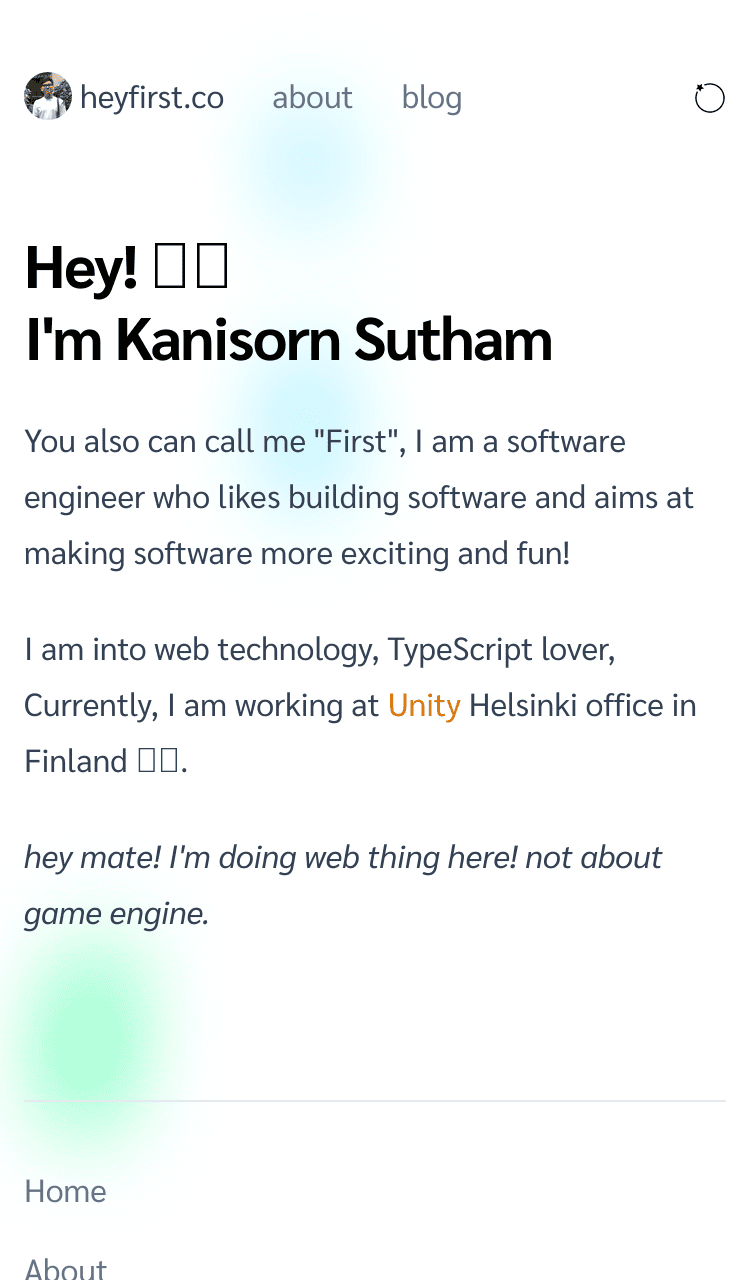 heyfirst.co about blog
Hey! 
I'm Kanisorn Sutham
You also can call me "First", I am a software
engineer who likes building software and aims at
making software more exciting and fun!
I am into web technology, TypeScript lover,
Currently, I am working at Unity Helsinki office in
Finland .
hey mate! I'm doing web thing here! not about
game engine.
Home
About